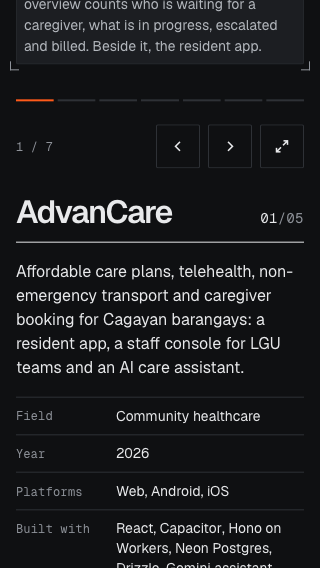 overview counts who is waiting for a
caregiver, what is in progress, escalated
and billed. Beside it, the resident app.
1 / 7
AdvanCare
01/05
Affordable care plans, telehealth, non-
emergency transport and caregiver
booking for Cagayan barangays: a
resident app, a staff console for LGU
teams and an AI care assistant.
Field Community healthcare
Year 2026
Platforms Web, Android, iOS
Built with React, Capacitor, Hono on
Workers, Neon Postgres,
Drizzle, Gemini assistant